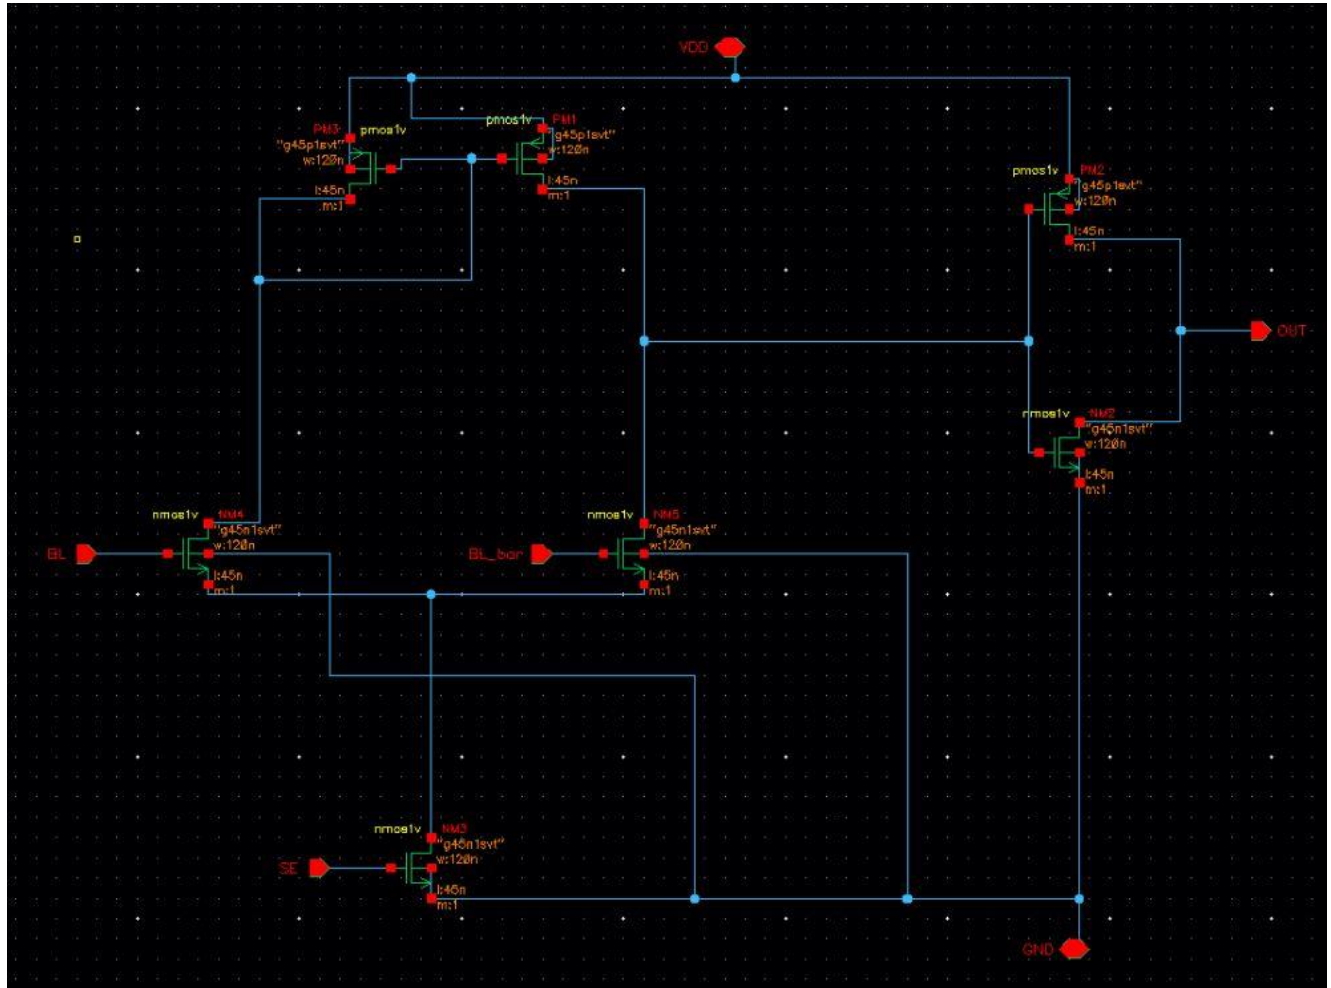 VDD
PM3 pmos1v
"g45p1svt"
w:120n
l:45n
m:1
pmos1v PM1
"g45p1svt"
w:120n
l:45n
m:1
pmos1v PM2
"g45p1svt"
w:120n
l:45n
m:1
OUT
nmos1v NM2
"g45n1svt"
w:120n
l:45n
m:1
BL
nmos1v NM4
"g45n1svt"
w:120n
l:45n
m:1
BL_bar
nmos1v NM5
"g45n1svt"
w:120n
l:45n
m:1
SE
nmos1v NM3
"g45n1svt"
w:120n
l:45n
m:1
GND